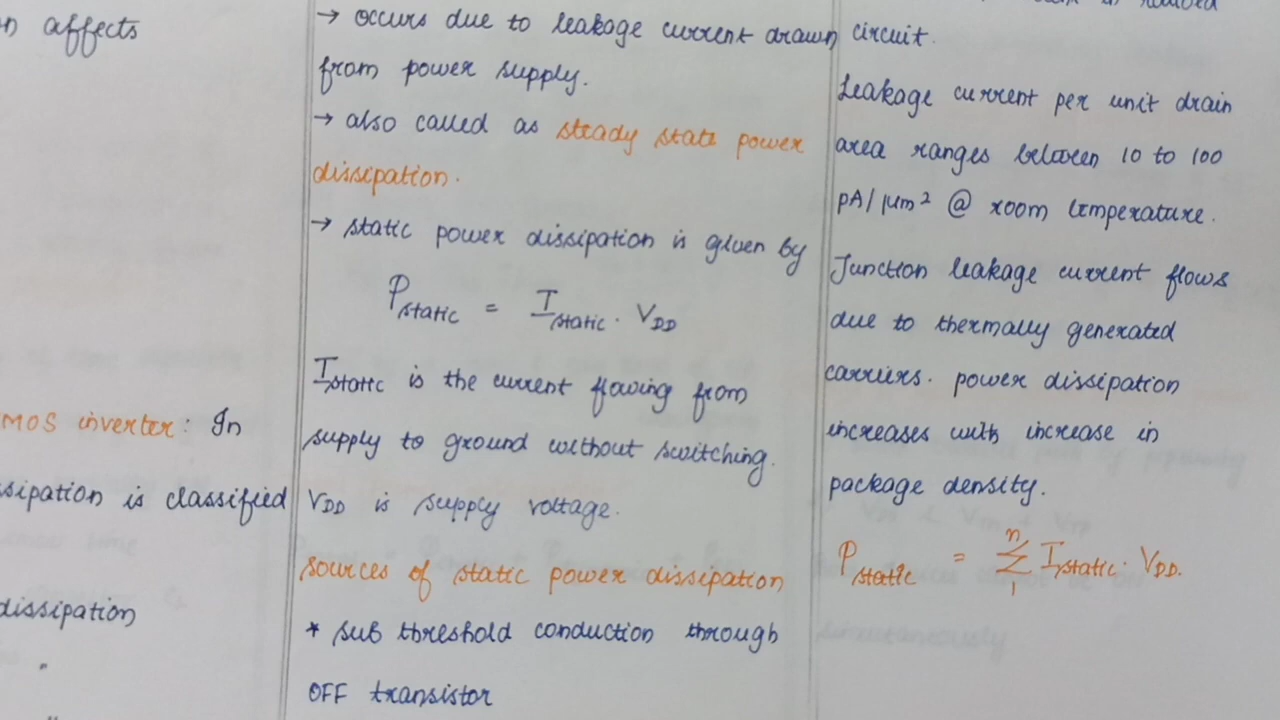 affects
MOS inverter: In
sipation is classified
dissipation
→ occurs due to leakage current drawn
from power supply.
→ also called as steady state power
dissipation.
→ static power dissipation is given by
Pstatic = Istatic . VDD
Istatic is the current flowing from
supply to ground without switching.
VDD is supply voltage.
sources of static power dissipation
* sub threshold conduction through
OFF transistor
circuit.
Leakage current per unit drain
area ranges between 10 to 100
pA/μm² @ room temperature.
Junction leakage current flows
due to thermally generated
carriers. power dissipation
increases with increase in
package density.
Pstatic = n∑1 Istatic . VDD.